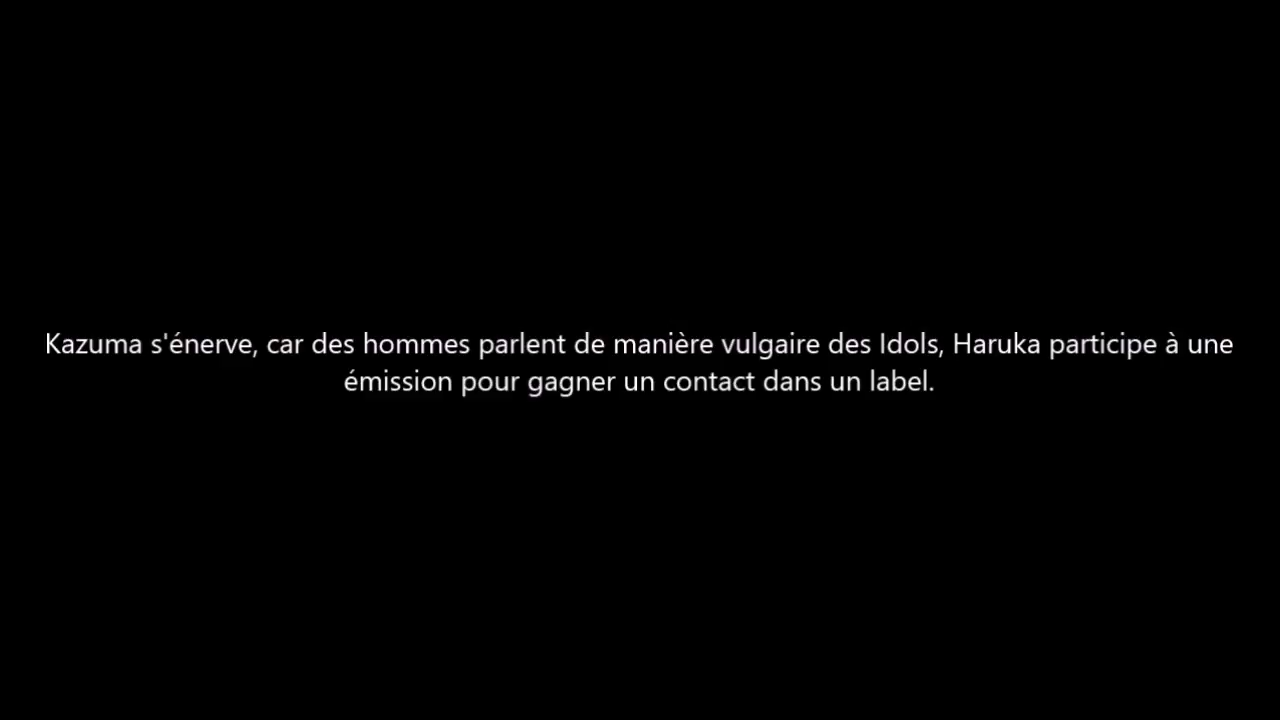 Kazuma s'énerve, car des hommes parlent de manière vulgaire des Idols, Haruka participe à une
émission pour gagner un contact dans un label.